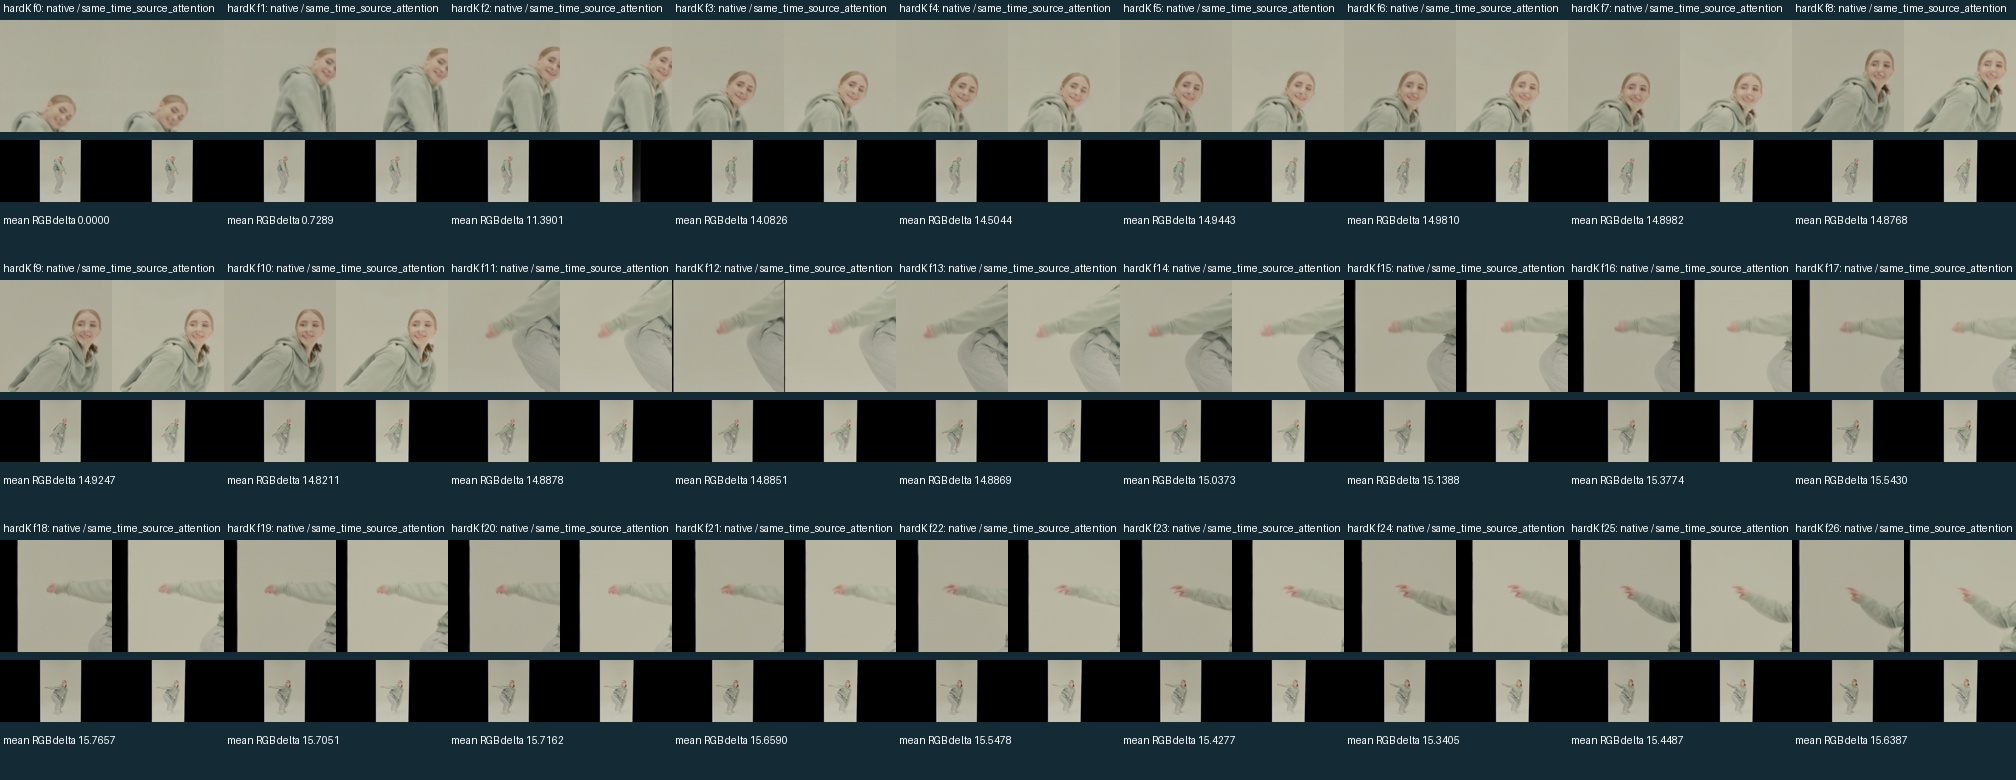 hardK f0: native / same_time_source_attention hardK f1: native / same_time_source_attention hardK f2: native / same_time_source_attention hardK f3: native / same_time_source_attention hardK f4: native / same_time_source_attention hardK f5: native / same_time_source_attention hardK f6: native / same_time_source_attention hardK f7: native / same_time_source_attention hardK f8: native / same_time_source_attention
mean RGB delta 0.0000 mean RGB delta 0.7289 mean RGB delta 11.3901 mean RGB delta 14.0826 mean RGB delta 14.5044 mean RGB delta 14.9443 mean RGB delta 14.9810 mean RGB delta 14.8982 mean RGB delta 14.8768
hardK f9: native / same_time_source_attention hardK f10: native / same_time_source_attention hardK f11: native / same_time_source_attention hardK f12: native / same_time_source_attention hardK f13: native / same_time_source_attention hardK f14: native / same_time_source_attention hardK f15: native / same_time_source_attention hardK f16: native / same_time_source_attention hardK f17: native / same_time_source_attention
mean RGB delta 14.9247 mean RGB delta 14.8211 mean RGB delta 14.8878 mean RGB delta 14.8851 mean RGB delta 14.8869 mean RGB delta 15.0373 mean RGB delta 15.1388 mean RGB delta 15.3774 mean RGB delta 15.5430
hardK f18: native / same_time_source_attention hardK f19: native / same_time_source_attention hardK f20: native / same_time_source_attention hardK f21: native / same_time_source_attention hardK f22: native / same_time_source_attention hardK f23: native / same_time_source_attention hardK f24: native / same_time_source_attention hardK f25: native / same_time_source_attention hardK f26: native / same_time_source_attention
mean RGB delta 15.7657 mean RGB delta 15.7051 mean RGB delta 15.7162 mean RGB delta 15.6590 mean RGB delta 15.5478 mean RGB delta 15.4277 mean RGB delta 15.3405 mean RGB delta 15.4487 mean RGB delta 15.6387